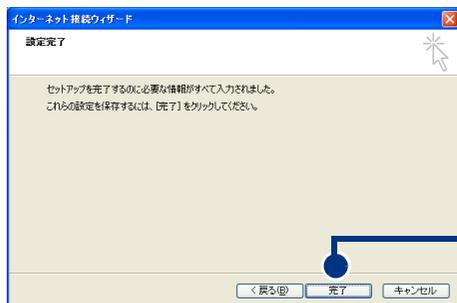 インターネット接続ウィザード
設定完了
セットアップを完了するのに必要な情報がすべて入力されました。
これらの設定を保存するには、[完了] をクリックしてください。
< 戻る(B)
完了
キャンセル